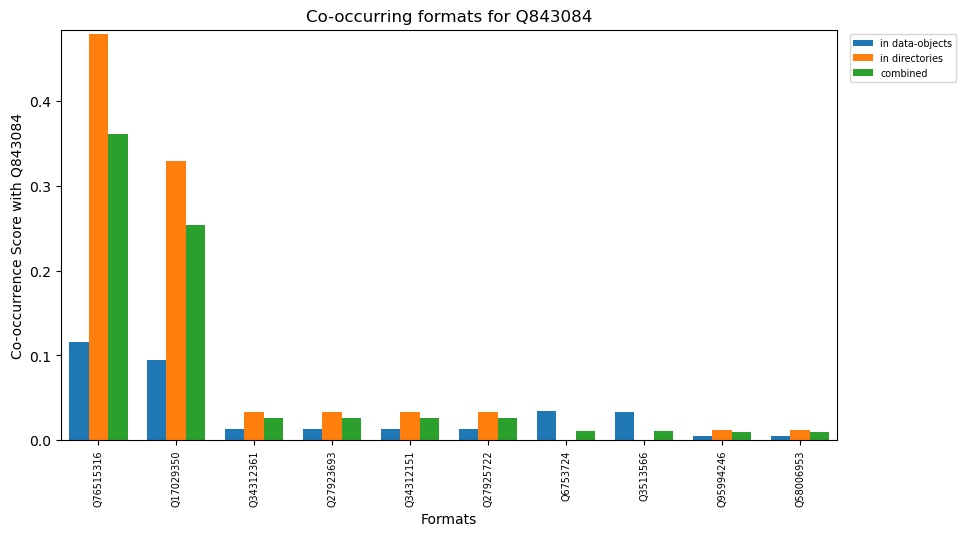 Co-occurring formats for Q843084
in data-objects
in directories
combined
Co-occurrence Score with Q843084
0.4
0.3
0.2
0.1
0.0
Q76515316
Q17029350
Q34312361
Q27923693
Q34312151
Q27925722
Q6753724
Q3513566
Q95994246
Q58006953
Formats